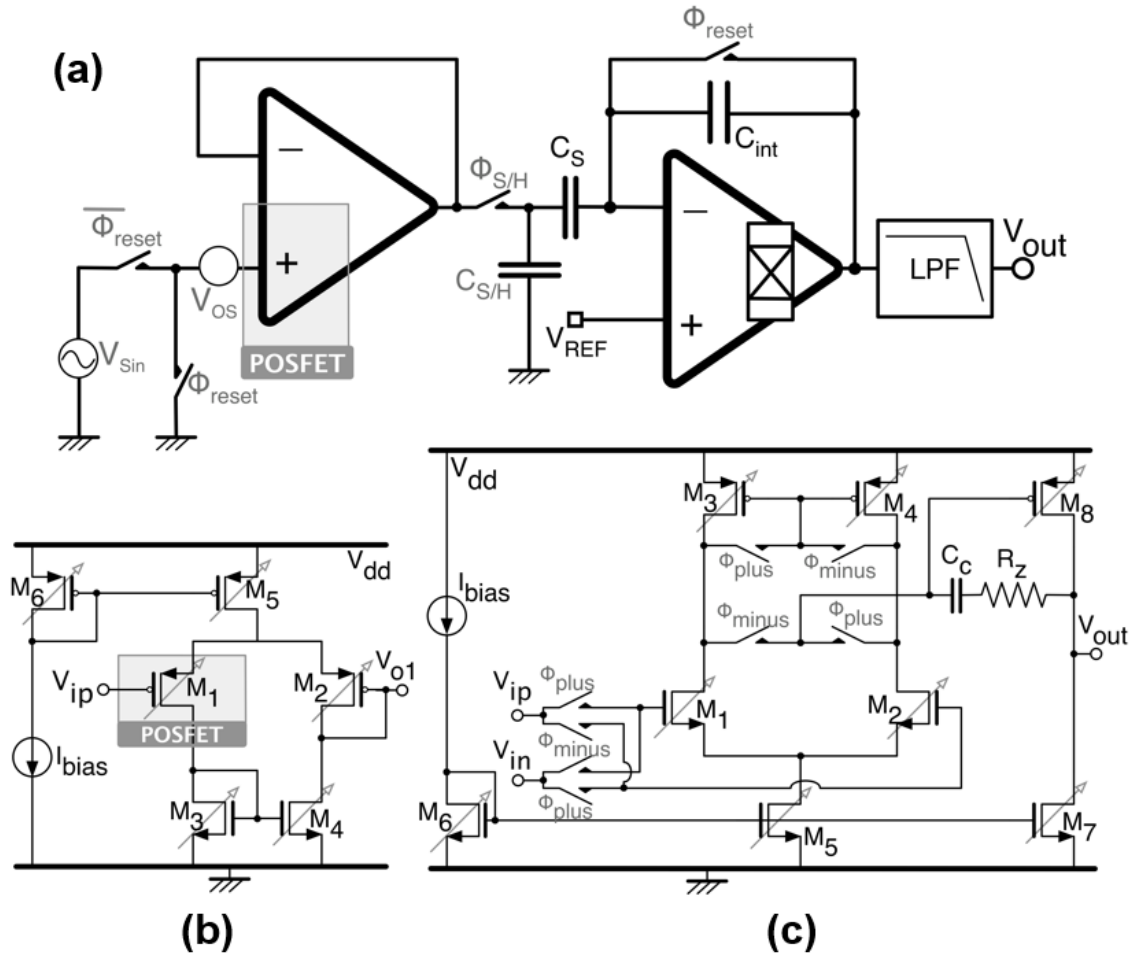 (a)
Φreset
Cint
CS
ΦS/H
Φreset
VOS
CS/H
VSin
Φreset
POSFET
VREF
LPF
Vout
−
+
−
+
Vdd
M6
M5
Vip
M1
M2
Vo1
POSFET
Ibias
M3
M4
(b)
Vdd
M3
M4
M8
Φplus
Φminus
Cc
Rz
Ibias
Φminus
Φplus
Vout
Vip
Φplus
M1
M2
Φminus
Vin
Φplus
M6
M5
M7
(c)